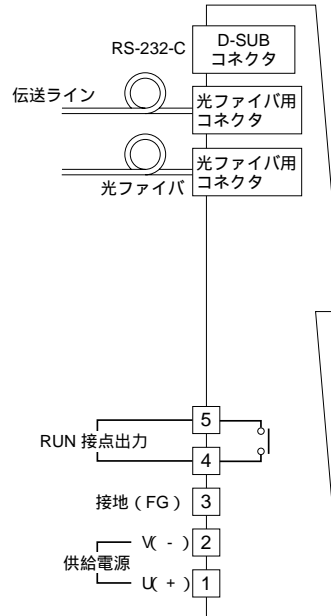 RS-232-C
D-SUB
コネクタ
伝送ライン
光ファイバ用
コネクタ
光ファイバ用
コネクタ
光ファイバ
5
RUN 接点出力
4
接地（FG） 3
V( - ) 2
供給電源
U( + ) 1